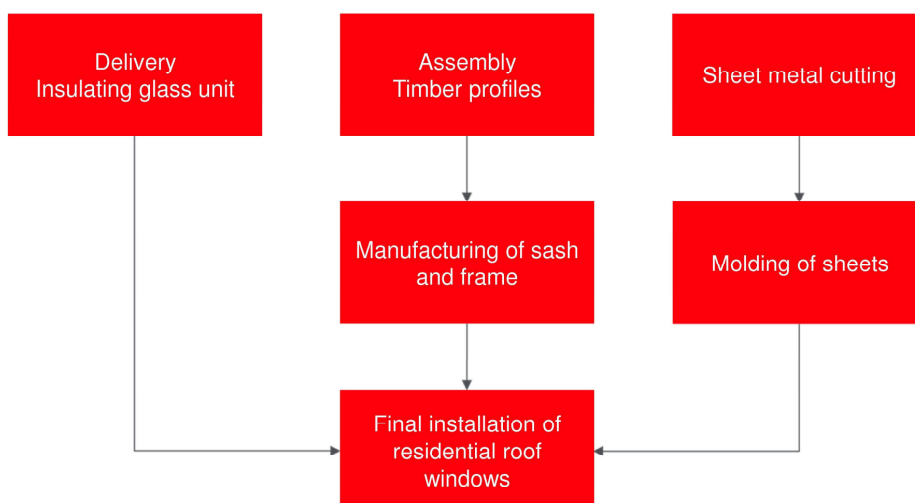 Delivery
Insulating glass unit
Assembly
Timber profiles
Sheet metal cutting
Manufacturing of sash
and frame
Molding of sheets
Final installation of
residential roof
windows